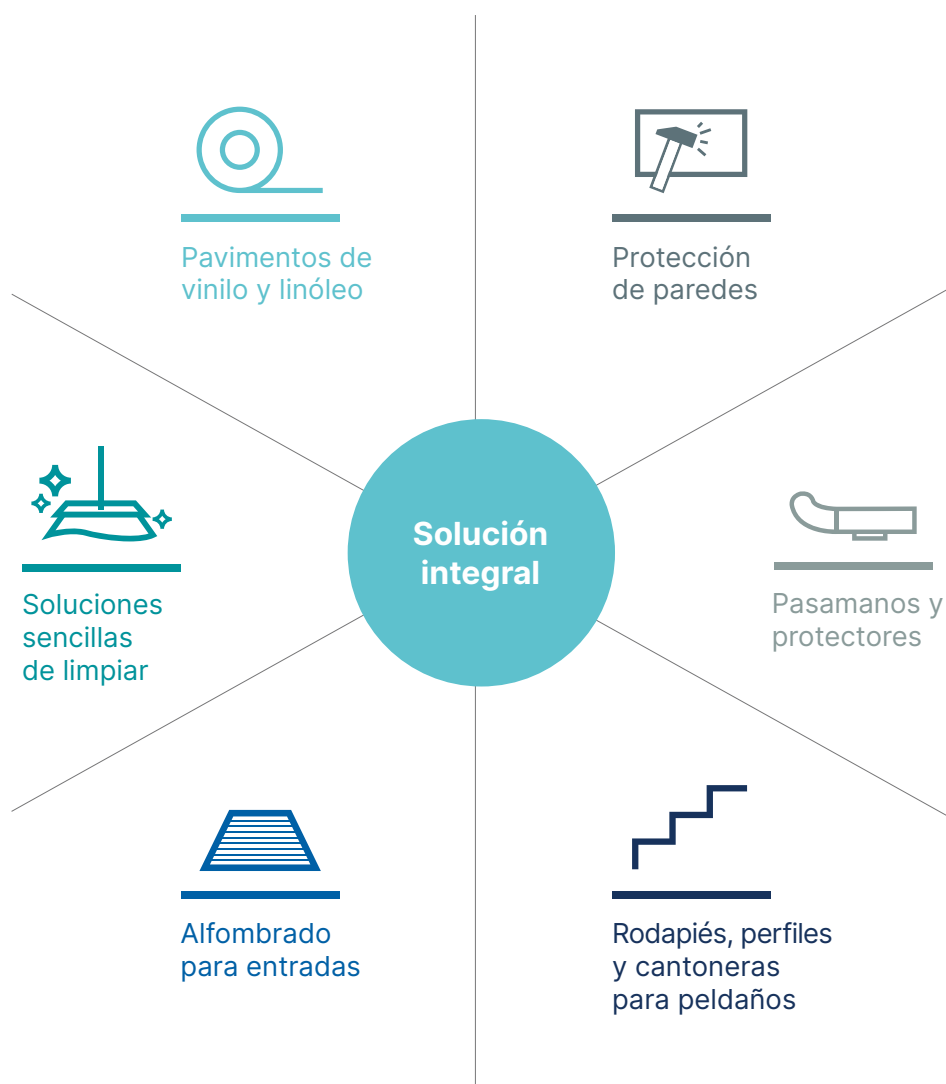 Pavimentos de
vinilo y linóleo
Protección
de paredes
Solución
integral
Soluciones
sencillas
de limpiar
Pasamanos y
protectores
Alfombrado
para entradas
Rodapiés, perfiles
y cantoneras
para peldaños